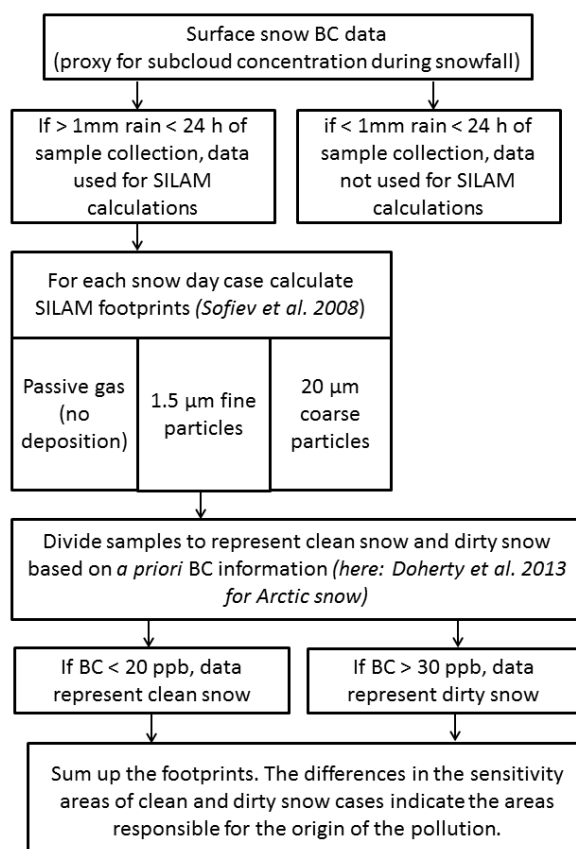 Surface snow BC data
(proxy for subcloud concentration during snowfall)
If > 1mm rain < 24 h of
sample collection, data
used for SILAM
calculations
if < 1mm rain < 24 h of
sample collection, data
not used for SILAM
calculations
For each snow day case calculate
SILAM footprints (Sofiev et al. 2008)
Passive gas
(no
deposition)
1.5 μm fine
particles
20 μm
coarse
particles
Divide samples to represent clean snow and dirty snow
based on a priori BC information (here: Doherty et al. 2013
for Arctic snow)
If BC < 20 ppb, data
represent clean snow
If BC > 30 ppb, data
represent dirty snow
Sum up the footprints. The differences in the sensitivity
areas of clean and dirty snow cases indicate the areas
responsible for the origin of the pollution.